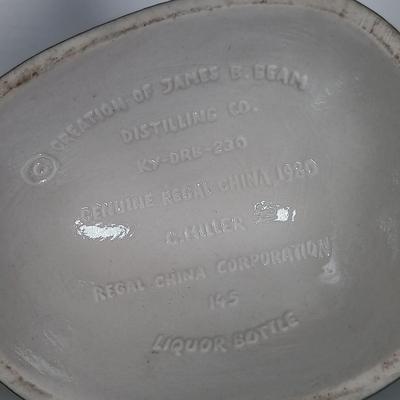 © CREATION OF JAMES B. BEAM
DISTILLING CO.
KY-DRB-230
GENUINE REGAL CHINA, 1980
C. MILLER
REGAL CHINA CORPORATION
145
LIQUOR BOTTLE